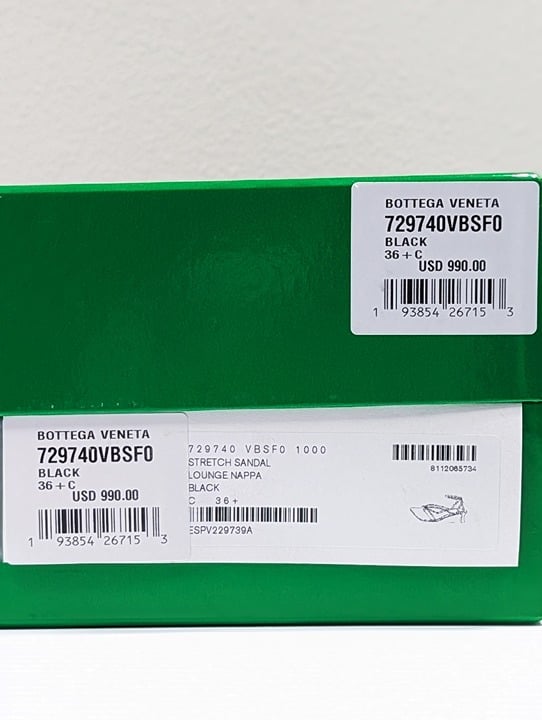 BOTTEGA VENETA
729740VBSF0
BLACK
36+C
USD 990.00
1 93854 26715 3
BOTTEGA VENETA
729740VBSF0
BLACK
36+C
USD 990.00
1 93854 26715 3
729740 VBSF0 1000
STRETCH SANDAL
LOUNGE NAPPA
BLACK
C 36+
ESPV229739A
8112065734